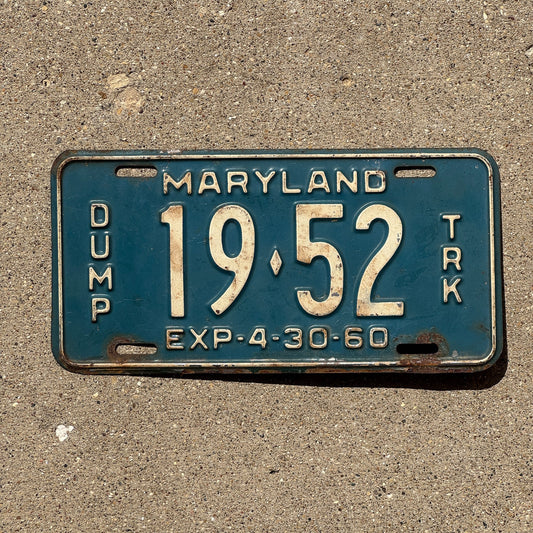 MARYLAND
DUMP
19♦52
TRK
EXP-4-30-60